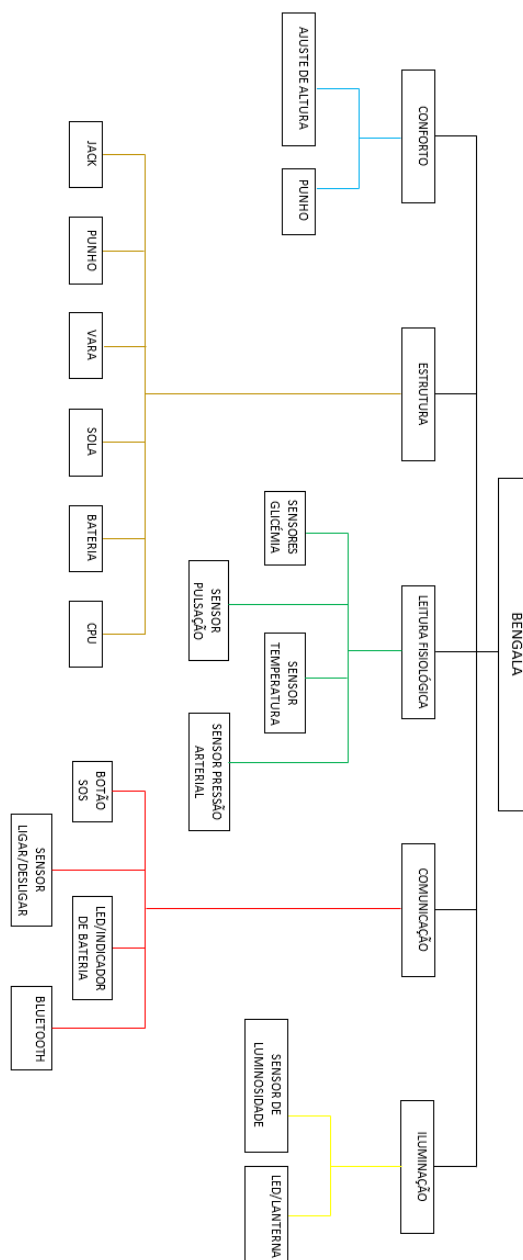 BENGALA
CONFORTO
ESTRUTURA
LEITURA FISIOLÓGICA
COMUNICAÇÃO
ILUMINAÇÃO
AJUSTE DE ALTURA
PUNHO
JACK
PUNHO
VARA
SOLA
BATERIA
CPU
SENSORES
GLICÉMIA
SENSOR
PULSAÇÃO
SENSOR
TEMPERATURA
SENSOR PRESSÃO
ARTERIAL
BOTÃO
SOS
SENSOR
LIGAR/DESLIGAR
LED/INDICADOR
DE BATERIA
BLUETOOTH
SENSOR DE
LUMINOSIDADE
LED/LANTERNA